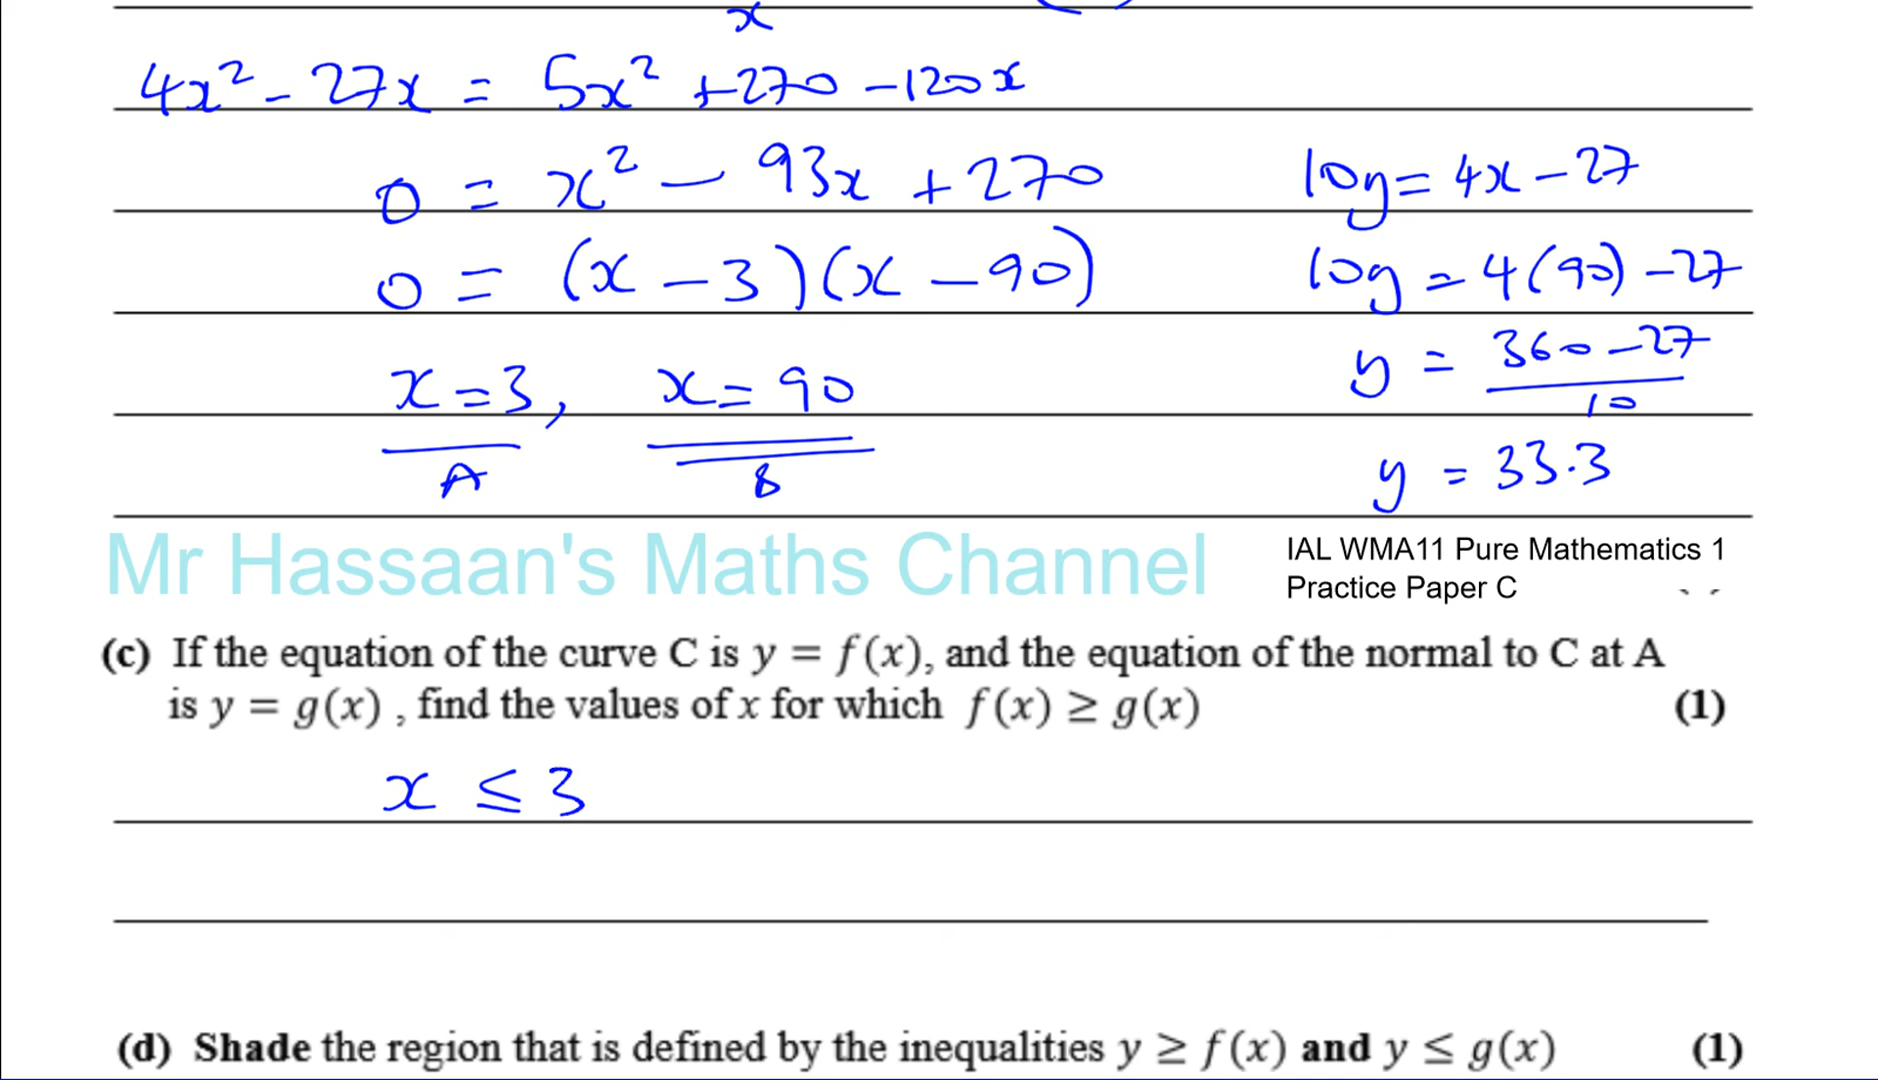 x
4x² - 27x = 5x² + 270 - 120x
0 = x² - 93x + 270
10y = 4x - 27
0 = (x - 3)(x - 90)
10y = 4(90) - 27
y = 360 - 27 / 10
x = 3, x = 90
A B
y = 33.3
Mr Hassaan's Maths Channel
IAL WMA11 Pure Mathematics 1
Practice Paper C
(c) If the equation of the curve C is y = f(x), and the equation of the normal to C at A
is y = g(x) , find the values of x for which f(x) ≥ g(x) (1)
x ≤ 3
(d) Shade the region that is defined by the inequalities y ≥ f(x) and y ≤ g(x) (1)